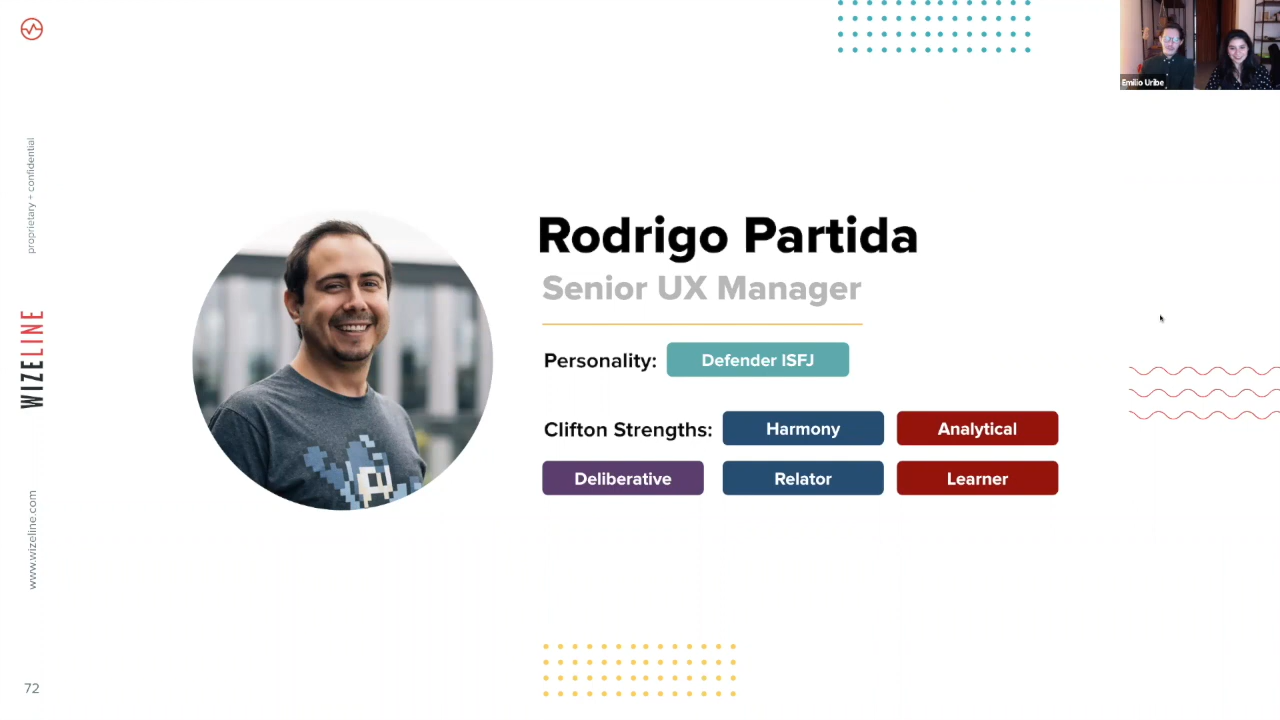 Emilio Uribe
proprietary + confidential
WIZELINE
www.wizeline.com
72
Rodrigo Partida
Senior UX Manager
Personality: Defender ISFJ
Clifton Strengths: Harmony Analytical
Deliberative Relator Learner